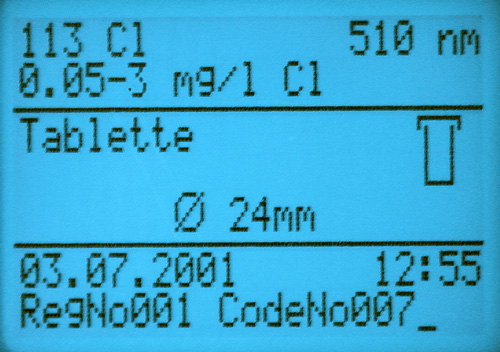 113 Cl 510 nm
0.05-3 mg/l Cl
Tablette
Ø 24mm
03.07.2001 12:55
RegNo001 CodeNo007_